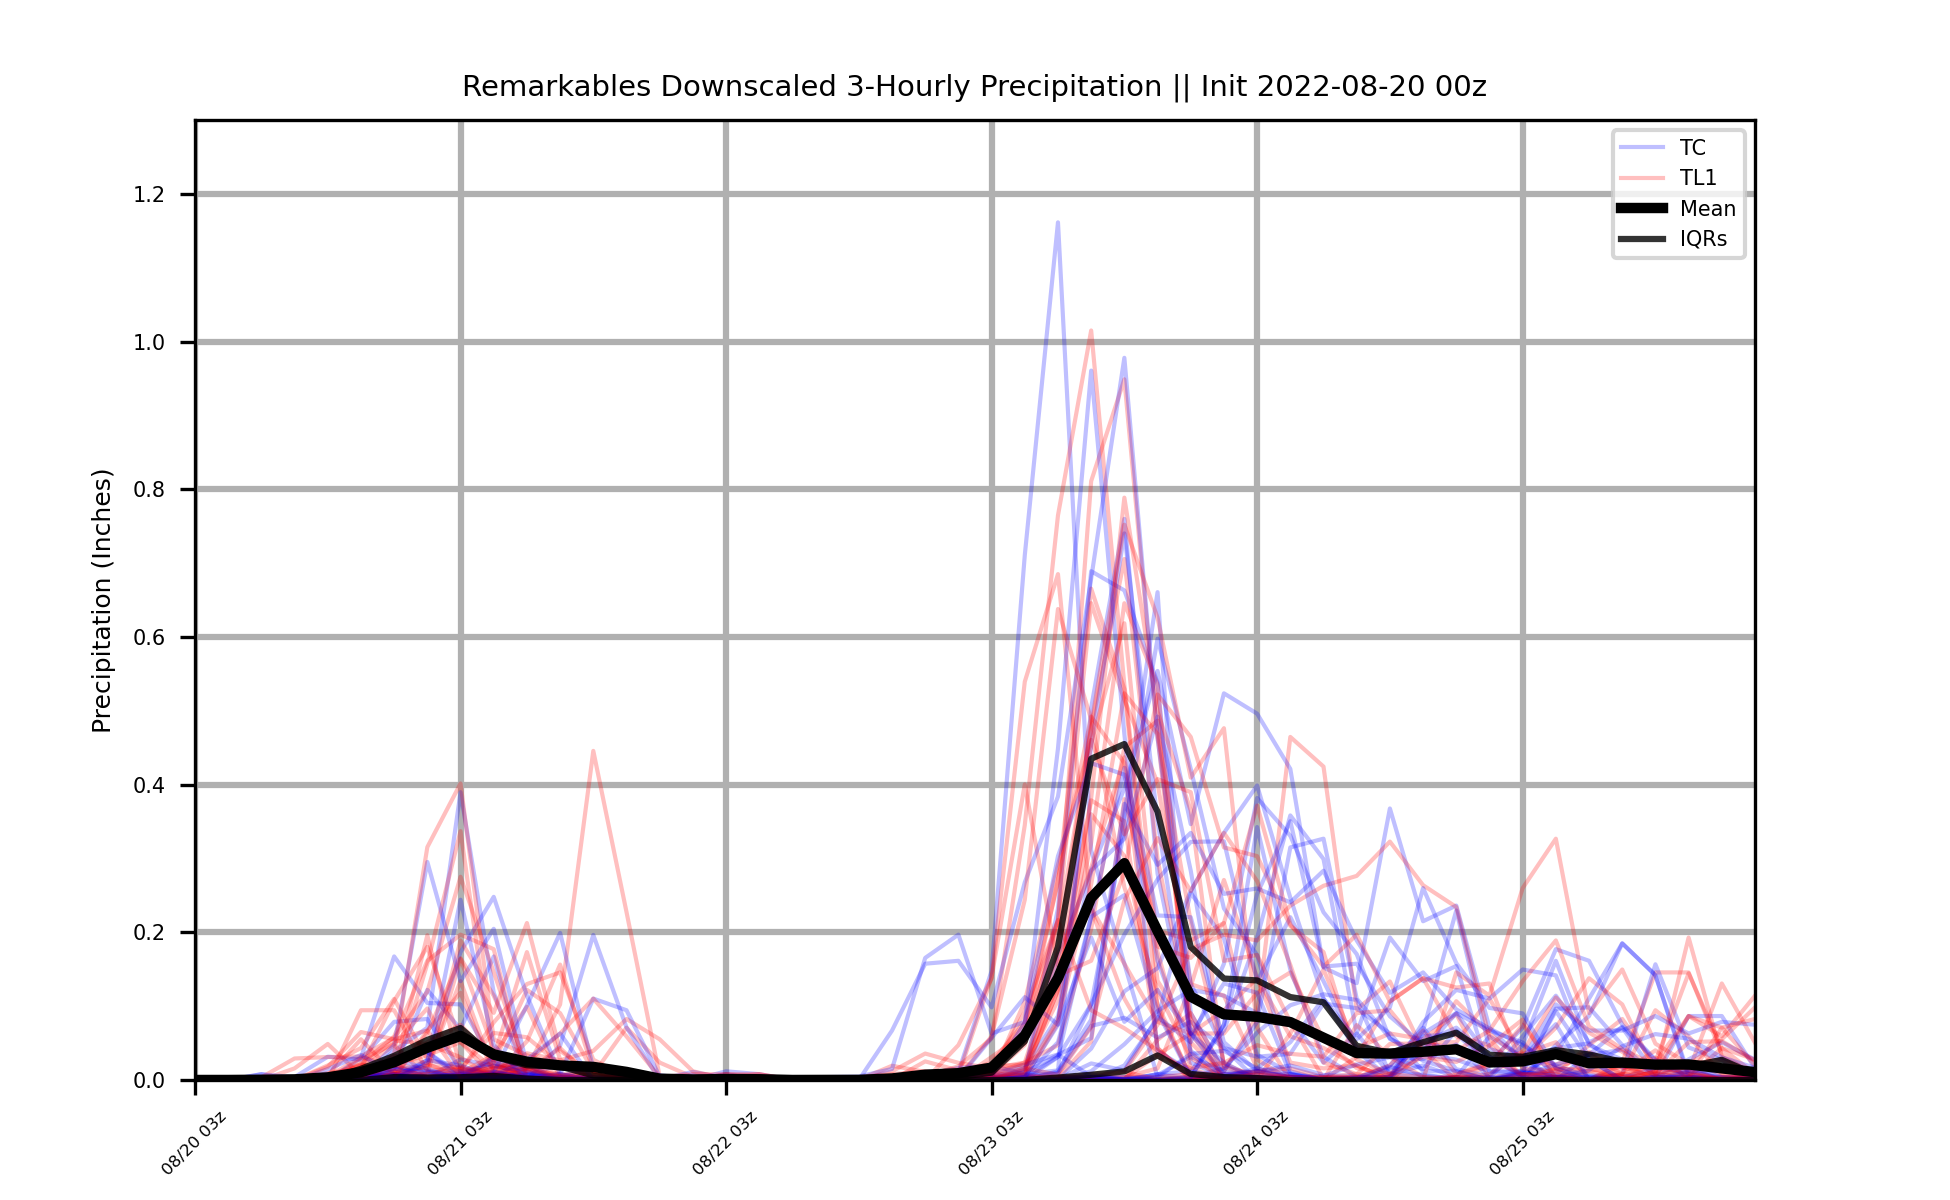 Remarkables Downscaled 3-Hourly Precipitation || Init 2022-08-20 00z
TC
TL1
Mean
IQRs
Precipitation (Inches)
1.2
1.0
0.8
0.6
0.4
0.2
0.0
08/20 03z
08/21 03z
08/22 03z
08/23 03z
08/24 03z
08/25 03z